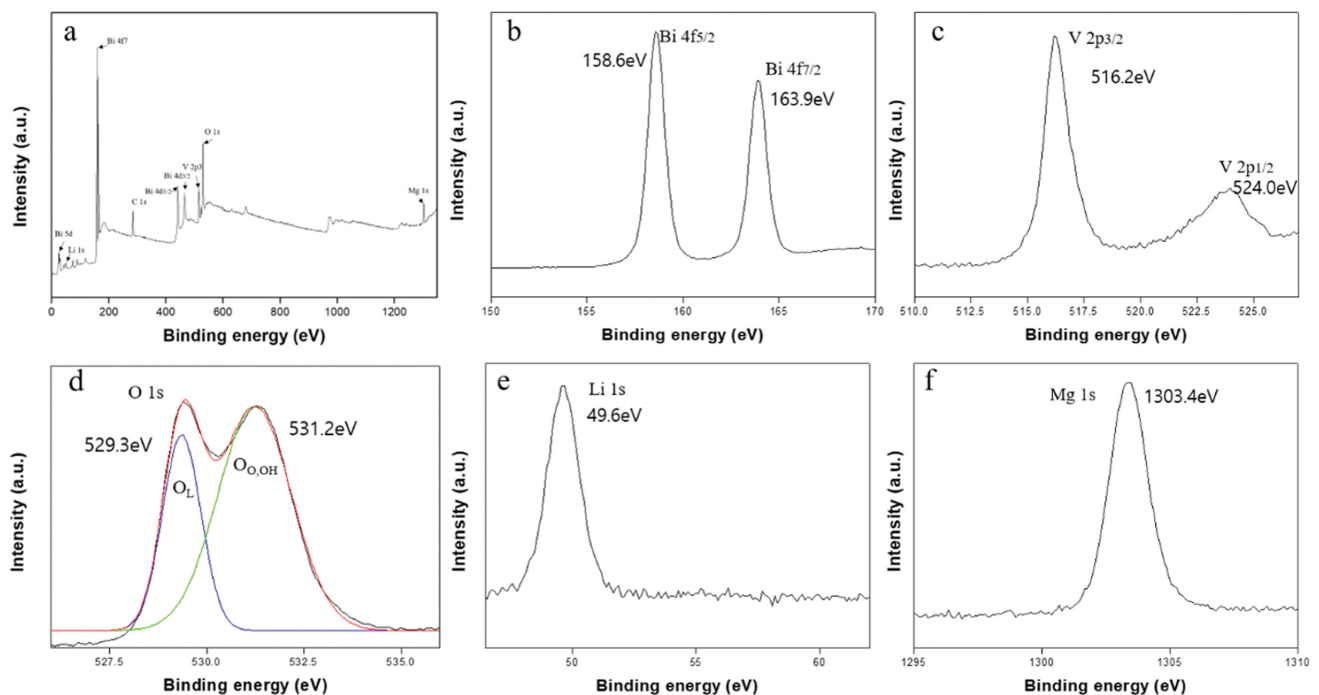 a
Bi 4f7
O 1s
V 2p3
Bi 4d3/2
Bi 4d5/2
Mg 1s
C 1s
Bi 5d
Li 1s
Intensity (a.u.)
0 200 400 600 800 1000 1200
Binding energy (eV)
b
Bi 4f5/2
158.6eV
Bi 4f7/2
163.9eV
Intensity (a.u.)
150 155 160 165 170
Binding energy (eV)
c
V 2p3/2
516.2eV
V 2p1/2
524.0eV
Intensity (a.u.)
510.0 512.5 515.0 517.5 520.0 522.5 525.0
Binding energy (eV)
d
O 1s
529.3eV
531.2eV
OL
OO,OH
Intensity (a.u.)
527.5 530.0 532.5 535.0
Binding energy (eV)
e
Li 1s
49.6eV
Intensity (a.u.)
50 55 60
Binding energy (eV)
f
Mg 1s
1303.4eV
Intensity (a.u.)
1295 1300 1305 1310
Binding energy (eV)